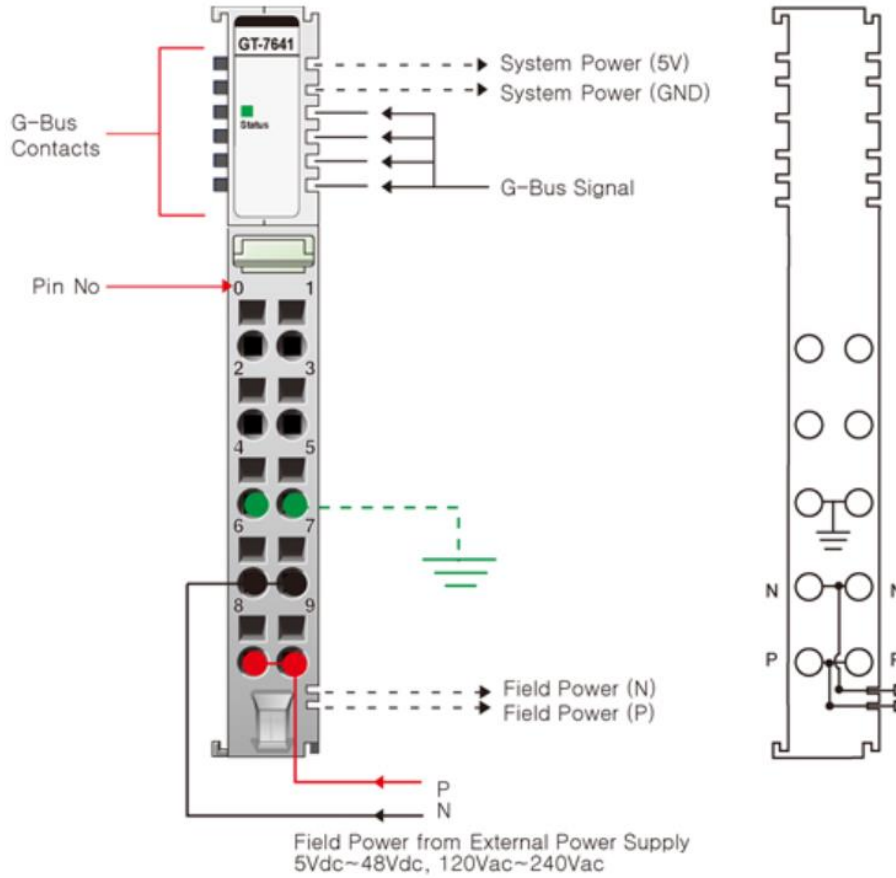 GT-7641
Status
System Power (5V)
System Power (GND)
G-Bus
Contacts
G-Bus Signal
Pin No
0 1
2 3
4 5
6 7
8 9
N
P
Field Power (N)
Field Power (P)
P
N
Field Power from External Power Supply
5Vdc~48Vdc, 120Vac~240Vac